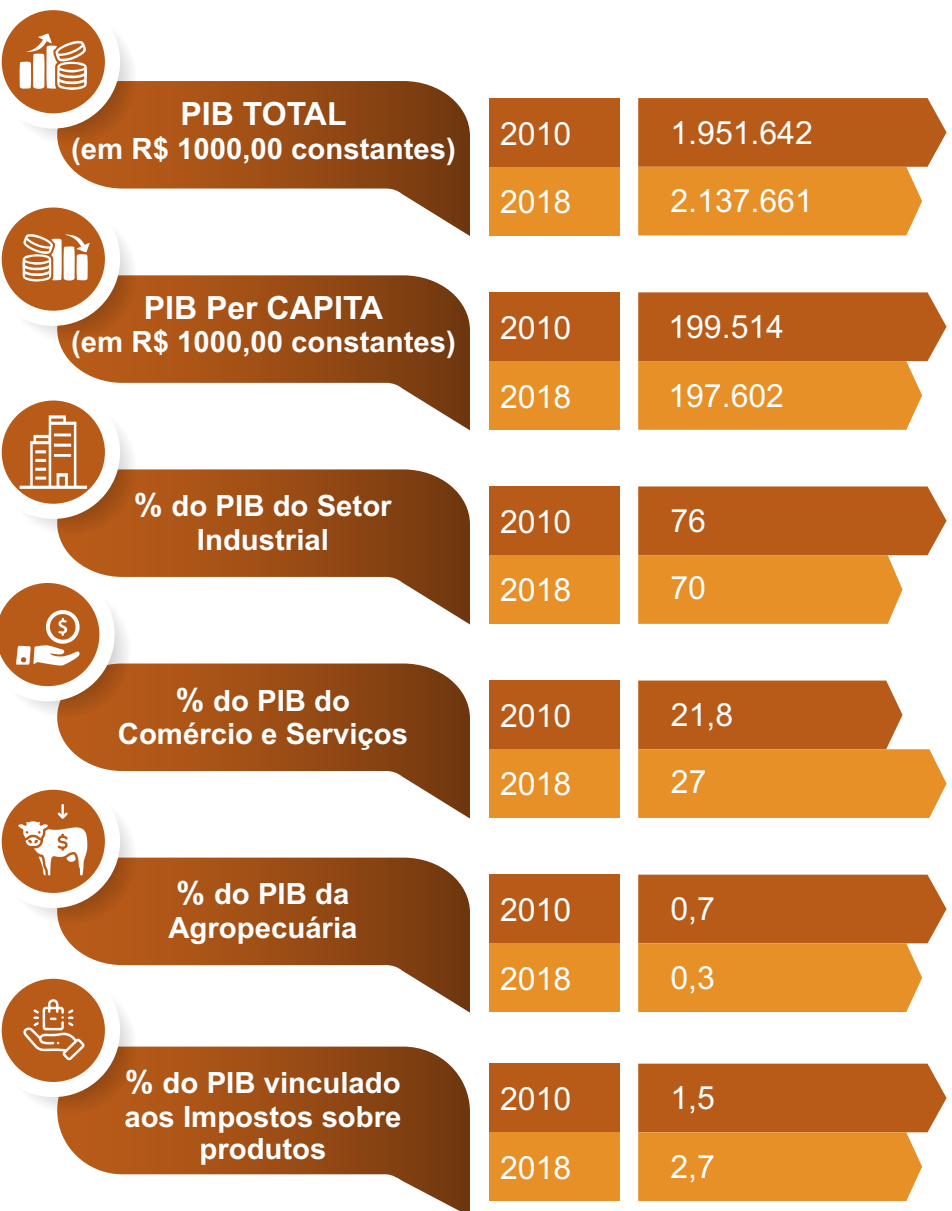 PIB TOTAL
(em R$ 1000,00 constantes)
2010
1.951.642
2018
2.137.661
PIB Per CAPITA
(em R$ 1000,00 constantes)
2010
199.514
2018
197.602
% do PIB do Setor
Industrial
2010
76
2018
70
$
% do PIB do
Comércio e Serviços
2010
21,8
2018
27
$
% do PIB da
Agropecuária
2010
0,7
2018
0,3
% do PIB vinculado
aos Impostos sobre
produtos
2010
1,5
2018
2,7